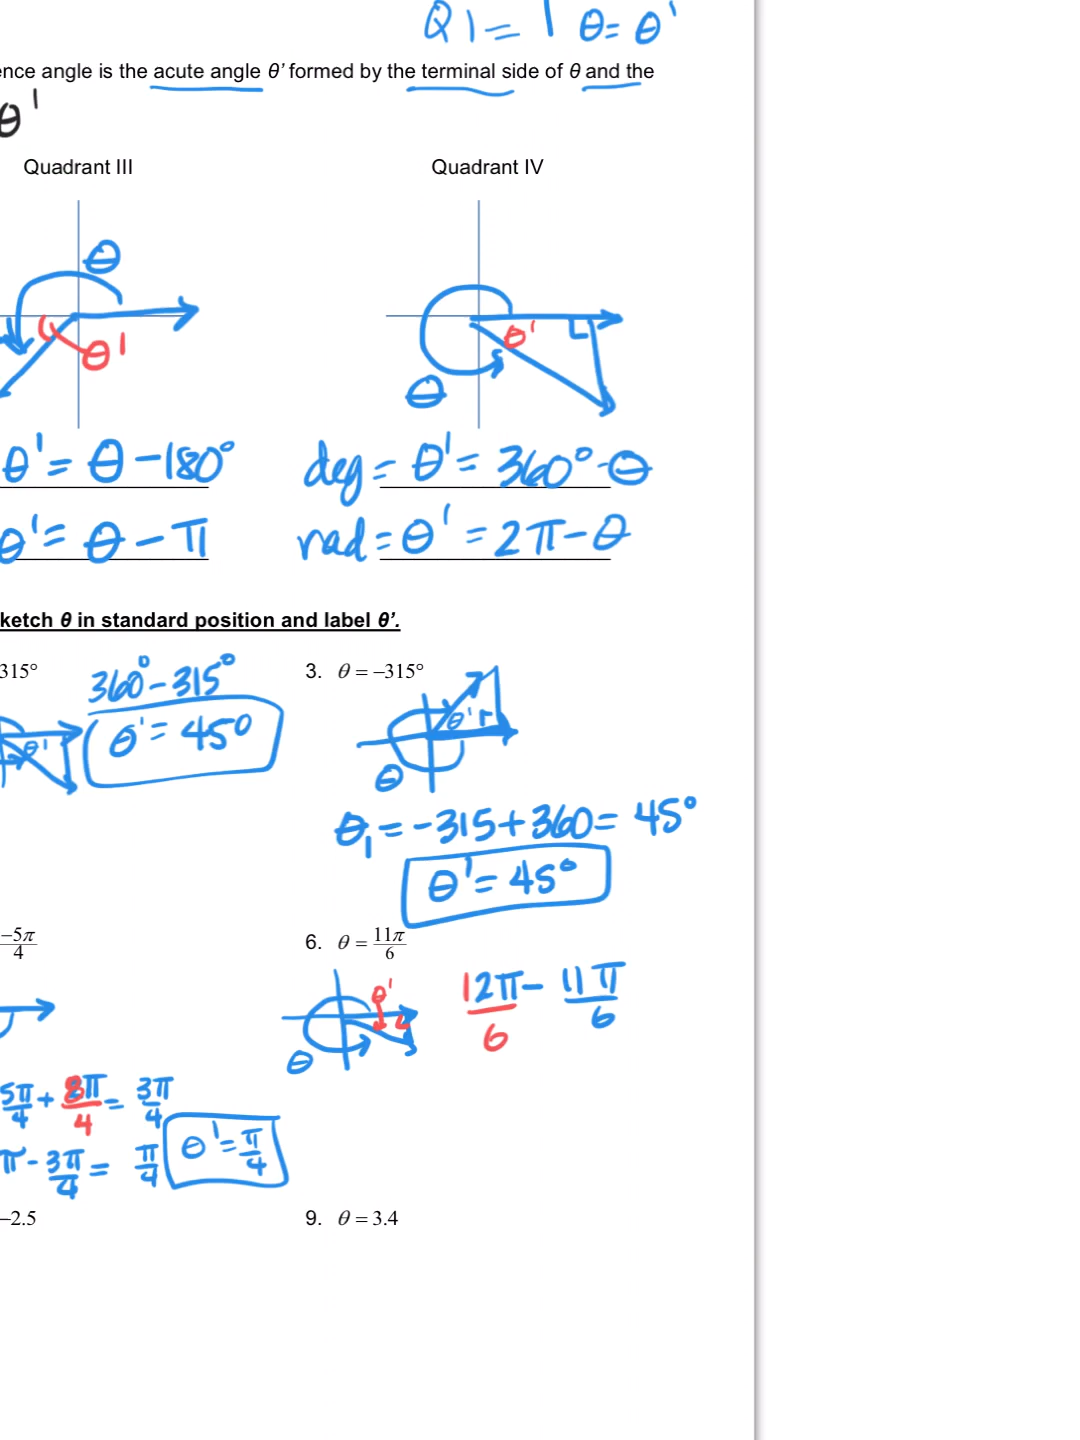 Q1 = | θ = θ'
ence angle is the acute angle θ' formed by the terminal side of θ and the
θ'
Quadrant III Quadrant IV
θ
θ'
θ'
θ
θ' = θ - 180° deg = θ' = 360° - θ
θ' = θ - π rad = θ' = 2π - θ
ketch θ in standard position and label θ'.
315° 360° - 315° 3. θ = -315°
θ' θ' = 45° θ'
θ
θ₁ = -315 + 360 = 45°
θ' = 45°
-5π/4 6. θ = 11π/6
θ' 12π/6 - 11π/6
θ
5π/4 + 8π/4 = 3π/4
π - 3π/4 = π/4 θ' = π/4
-2.5 9. θ = 3.4